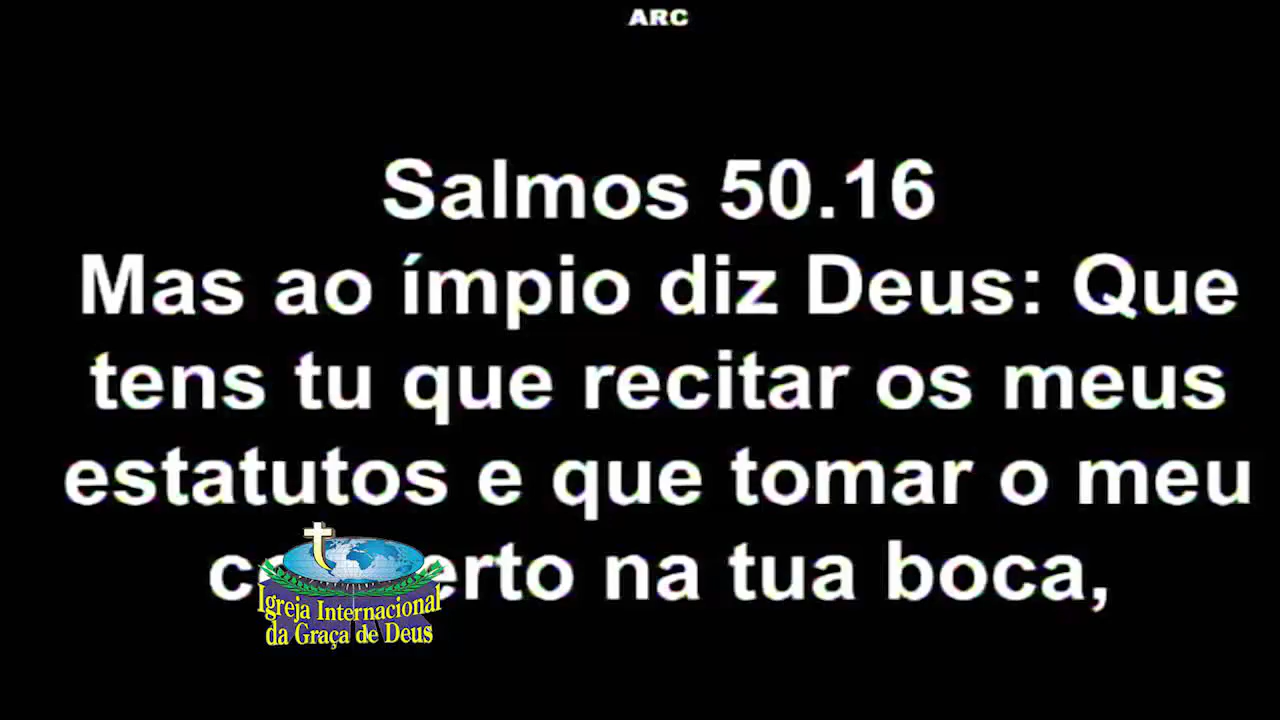 ARC
Salmos 50.16
Mas ao ímpio diz Deus: Que
tens tu que recitar os meus
estatutos e que tomar o meu
na tua boca,
Igreja Internacional
da Graça de Deus